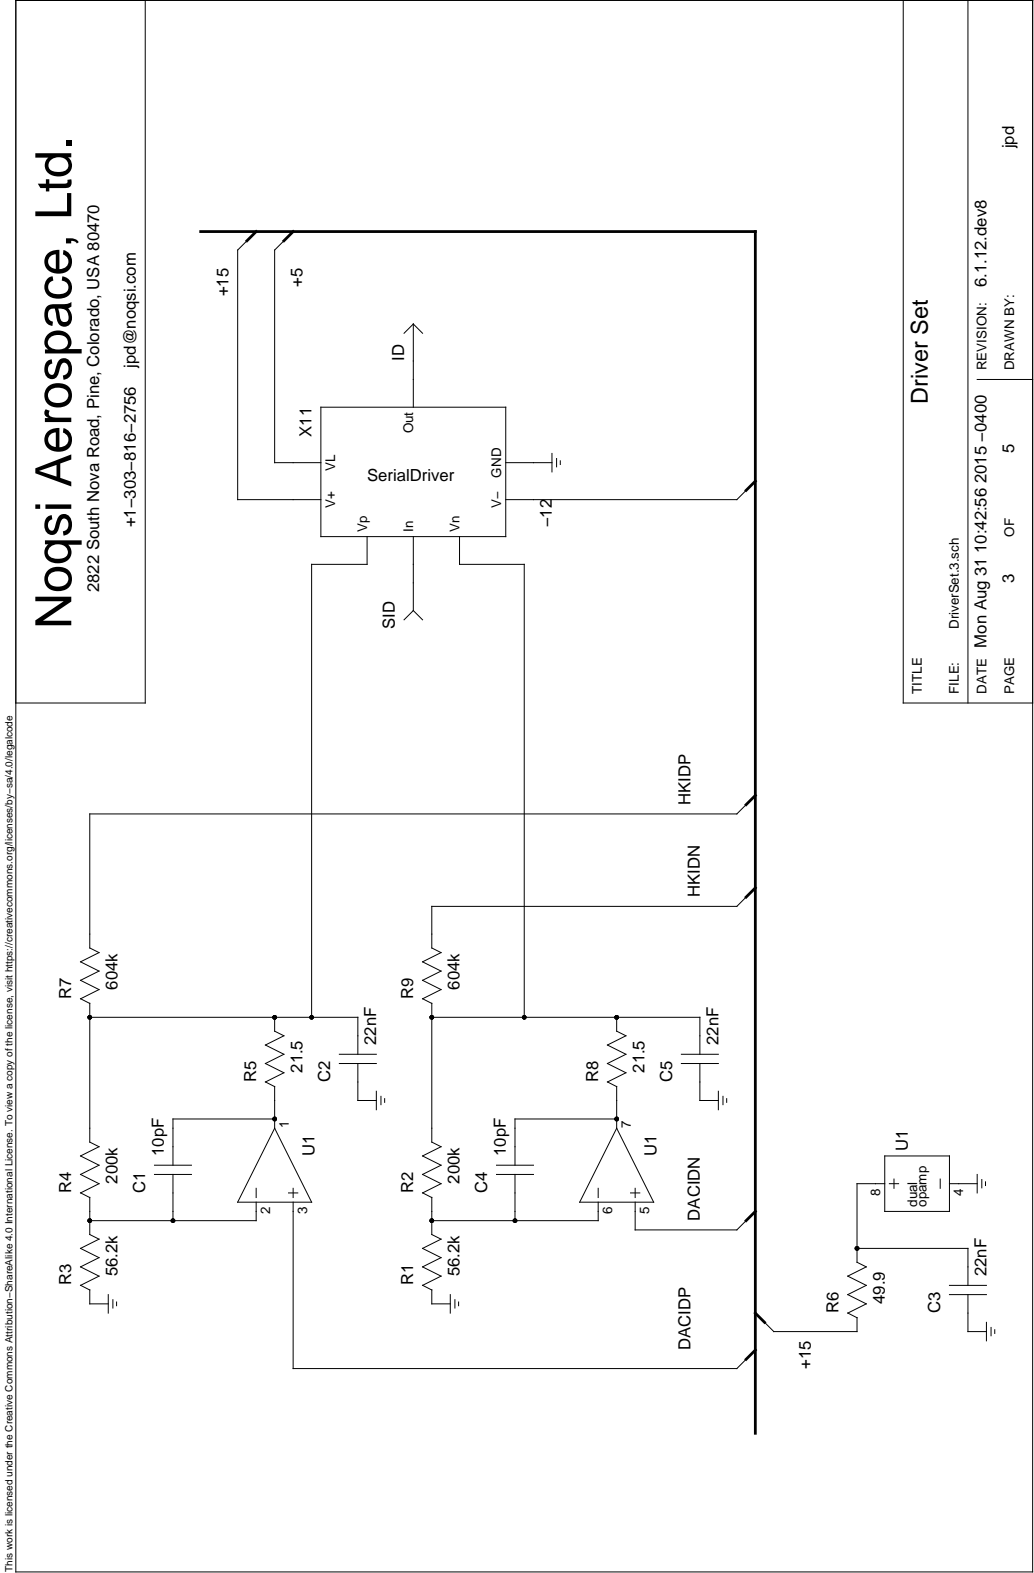 This work is licensed under the Creative Commons Attribution−ShareAlike 4.0 International License. To view a copy of the license, visit https://creativecommons.org/licenses/by−sa/4.0/legalcode
Noqsi Aerospace, Ltd.
2822 South Nova Road, Pine, Colorado, USA 80470
+1−303−816−2756 jpd@noqsi.com
R3
56.2k
R4
200k
R7
604k
C1
10pF
2
3
1
U1
R5
21.5
C2
22nF
R1
56.2k
R2
200k
R9
604k
C4
10pF
6
5
7
U1
R8
21.5
C5
22nF
DACIDP
DACIDN
HKIDN
HKIDP
+15
+5
X11
V+
VL
Vp
In
Vn
SerialDriver
Out
V−
GND
SID
ID
−12
+15
R6
49.9
C3
22nF
U1
8
+
dual
opamp
−
4
TITLE
Driver Set
FILE: DriverSet.3.sch
DATE Mon Aug 31 10:42:56 2015 −0400
REVISION: 6.1.12.dev8
PAGE 3 OF 5
DRAWN BY: jpd